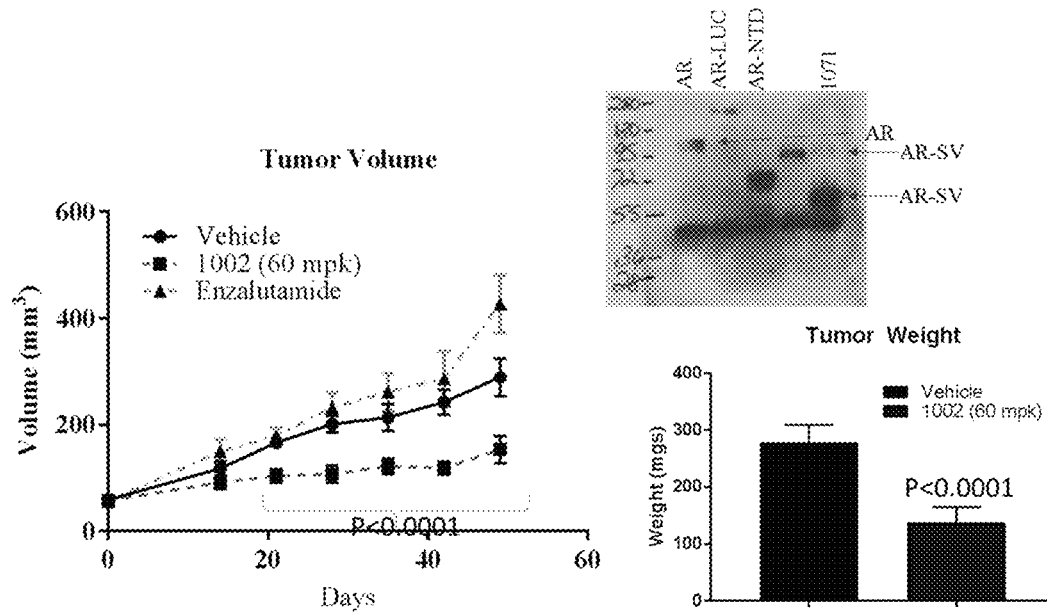 Tumor Volume
600
400
200
0
Volume (mm³)
Vehicle
1002 (60 mpk)
Enzalutamide
P<0.0001
0
20
40
60
Days
AR
AR-LUC
AR-NTD
1071
AR
AR-SV
AR-SV
Tumor Weight
400
300
200
100
0
Weight (mgs)
Vehicle
1002 (60 mpk)
P<0.0001